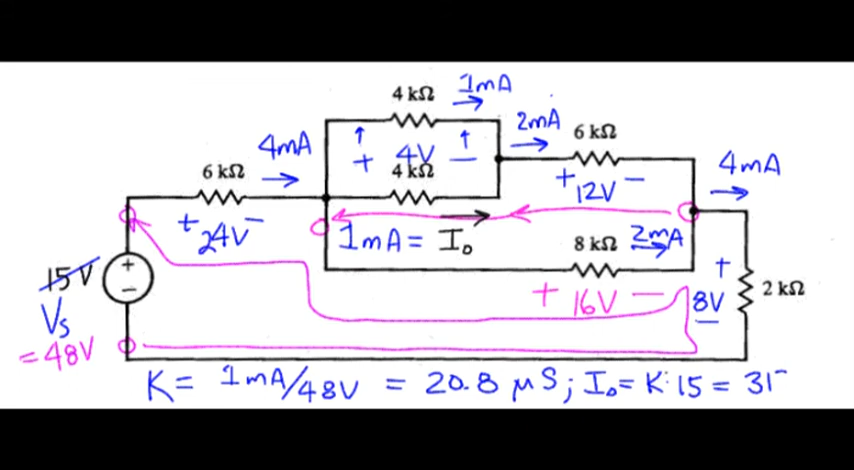 4 kΩ 1mA
4mA + 4V − 2mA 6 kΩ
6 kΩ 4 kΩ + 12V − 4mA
+ 24V − 1mA = I₀ 8 kΩ 2mA
15 V + − + 2 kΩ
Vs + 16V − 8V
= 48V −
K = 1mA/48V = 20.8 μS; I₀ = K·15 = 31